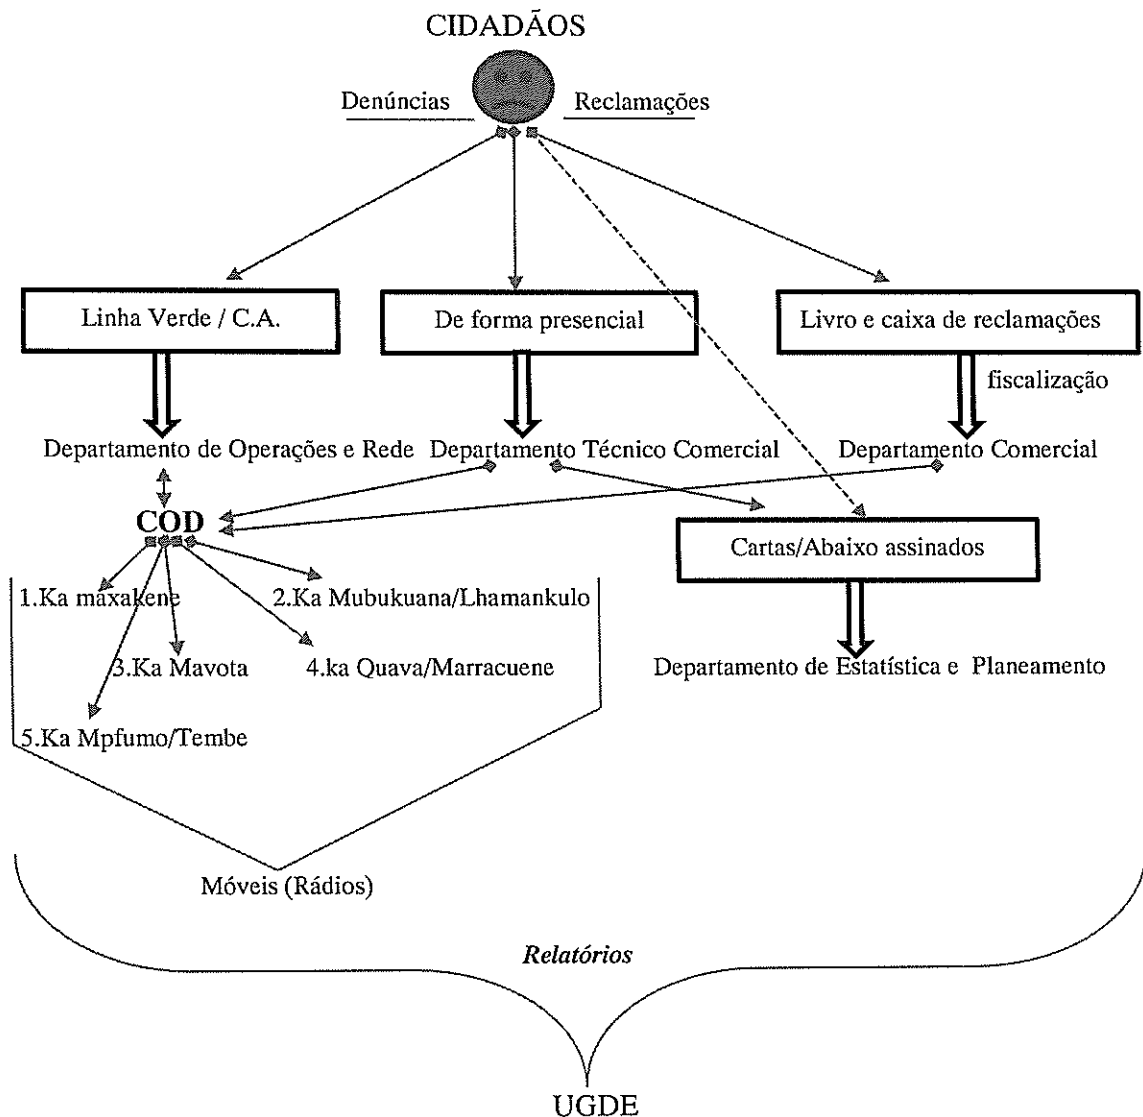 CIDADÃOS
Denúncias
Reclamações
Linha Verde / C.A.
De forma presencial
Livro e caixa de reclamações
fiscalização
Departamento de Operações e Rede
Departamento Técnico Comercial
Departamento Comercial
COD
Cartas/Abaixo assinados
1.Ka maxakene
2.Ka Mubukuana/Lhamankulo
3.Ka Mavota
4.ka Quava/Marracuene
Departamento de Estatística e Planeamento
5.Ka Mpfumo/Tembe
Móveis (Rádios)
Relatórios
UGDE